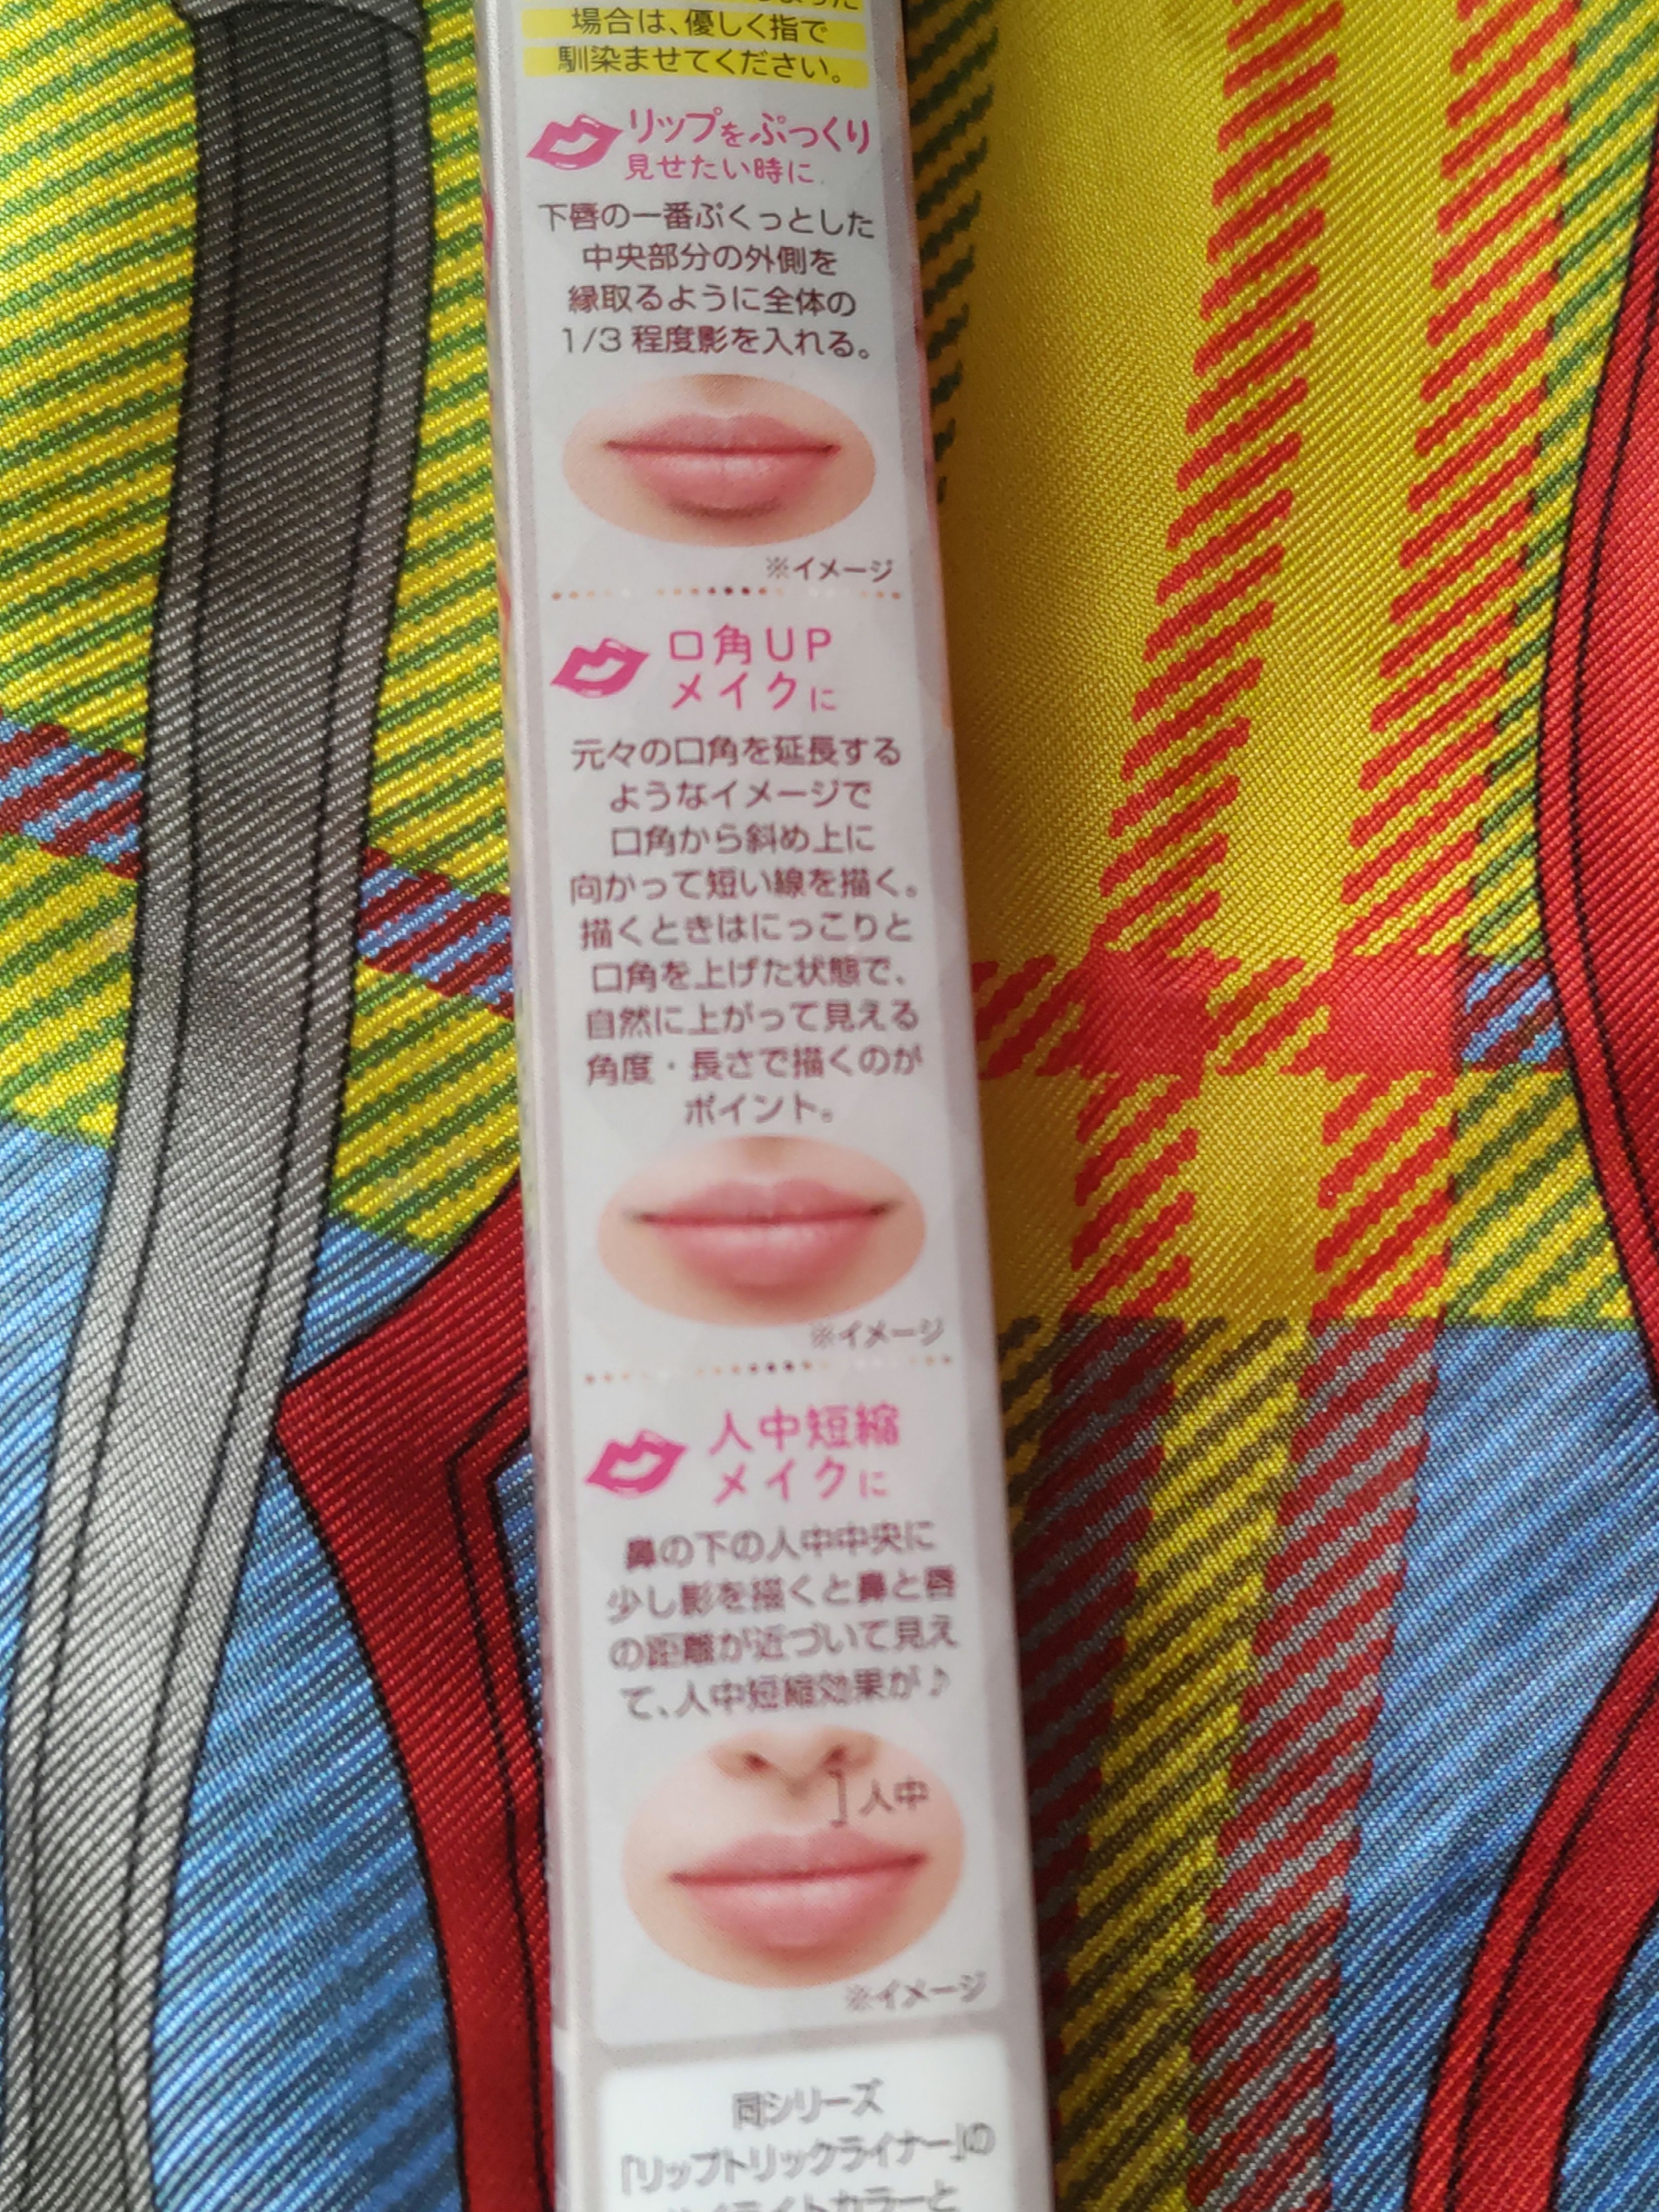 場合は、優しく指で
馴染ませてください。
リップをぷっくり
見せたい時に
下唇の一番ぷくっとした
中央部分の外側を
縁取るように全体の
1/3 程度影を入れる。
※イメージ
口角UP
メイクに
元々の口角を延長する
ようなイメージで
口角から斜め上に
向かって短い線を描く。
描くときはにっこりと
口角を上げた状態で、
自然に上がって見える
角度・長さで描くのが
ポイント。
※イメージ
人中短縮
メイクに
鼻の下の人中中央に
少し影を描くと鼻と唇
の距離が近づいて見え
て、人中短縮効果が♪
人中
※イメージ
同シリーズ
「リップトリックライナー」の
ハイライトカラーと